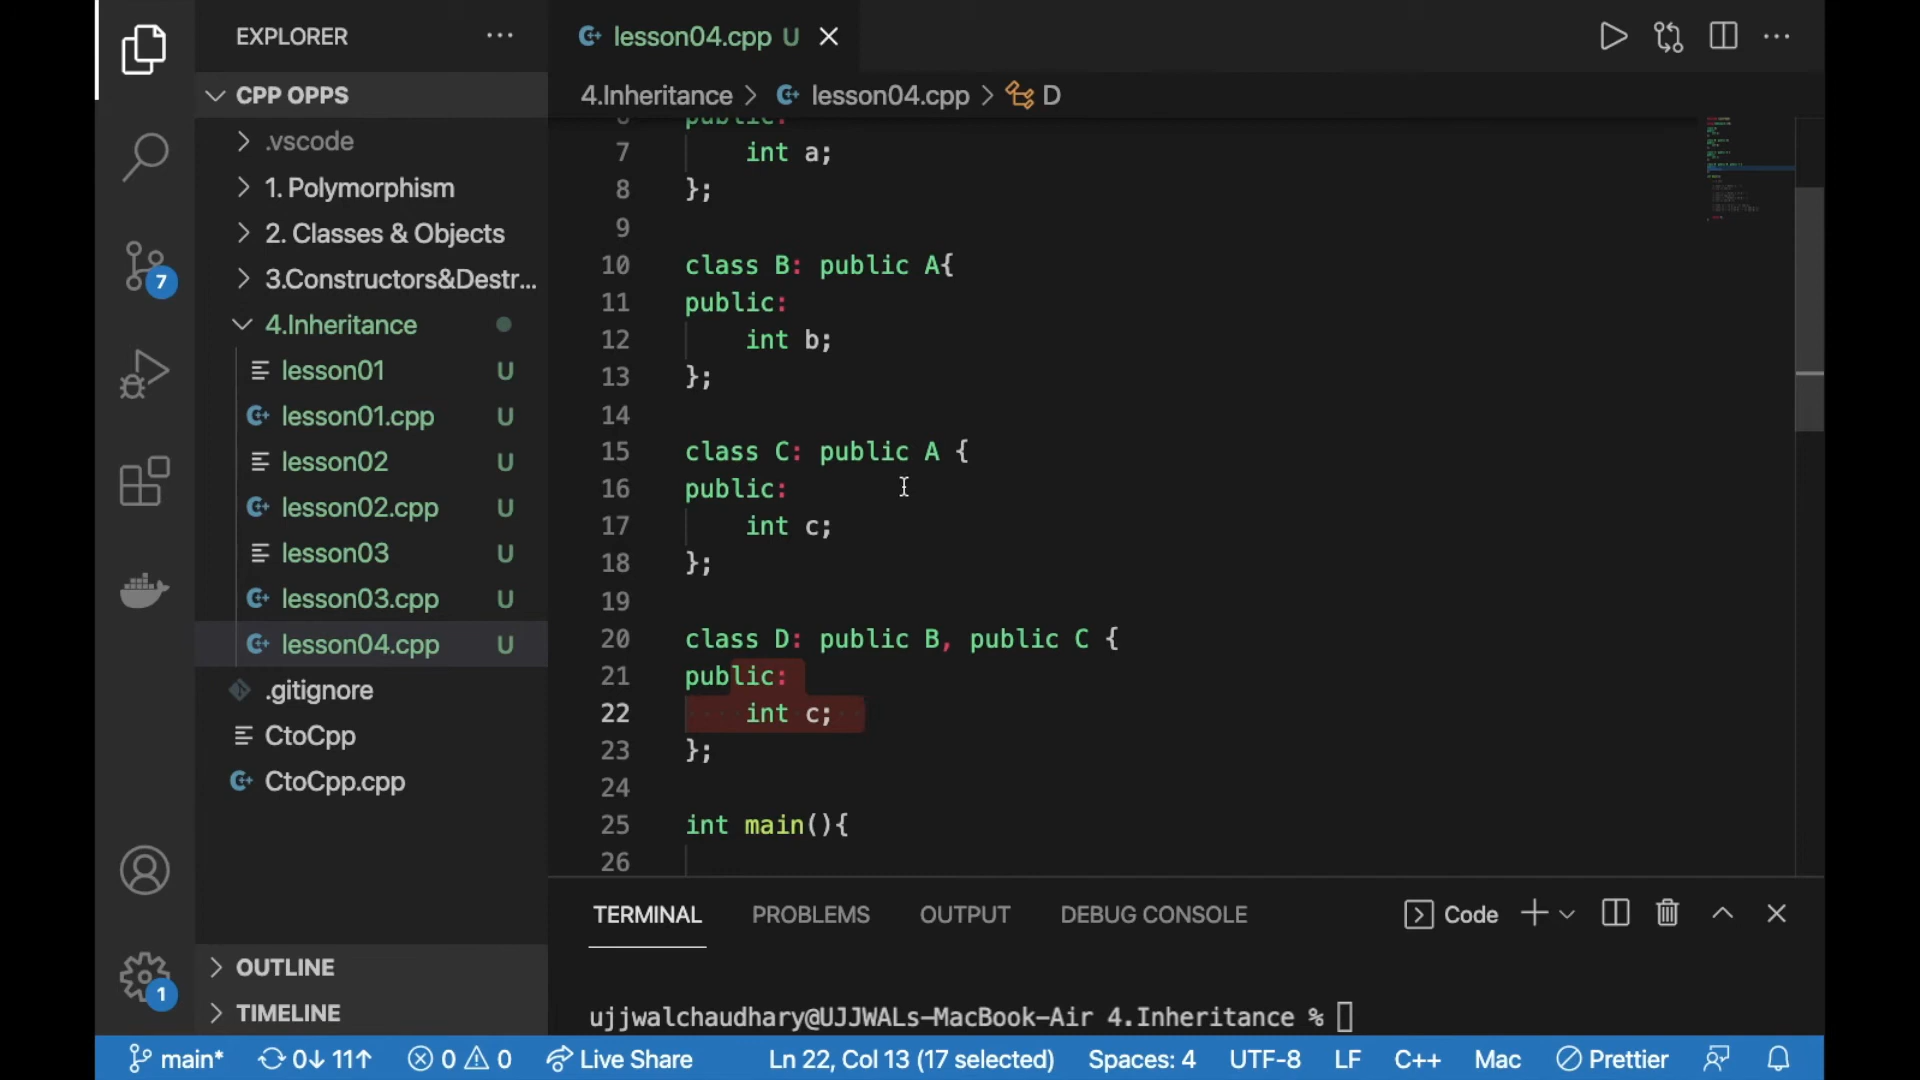 EXPLORER
CPP OPPS
.vscode
1. Polymorphism
2. Classes & Objects
3.Constructors&Destr...
4.Inheritance
lesson01 U
lesson01.cpp U
lesson02 U
lesson02.cpp U
lesson03 U
lesson03.cpp U
lesson04.cpp U
.gitignore
CtoCpp
CtoCpp.cpp
OUTLINE
TIMELINE
7
1
lesson04.cpp U
4.Inheritance > lesson04.cpp > D
6 public:
7 int a;
8 };
9
10 class B: public A{
11 public:
12 int b;
13 };
14
15 class C: public A {
16 public:
17 int c;
18 };
19
20 class D: public B, public C {
21 public:
22 int c;
23 };
24
25 int main(){
26
TERMINAL PROBLEMS OUTPUT DEBUG CONSOLE Code
ujjwalchaudhary@UJJWALs-MacBook-Air 4.Inheritance %
main* 0↓ 11↑ 0 0 Live Share Ln 22, Col 13 (17 selected) Spaces: 4 UTF-8 LF C++ Mac Prettier